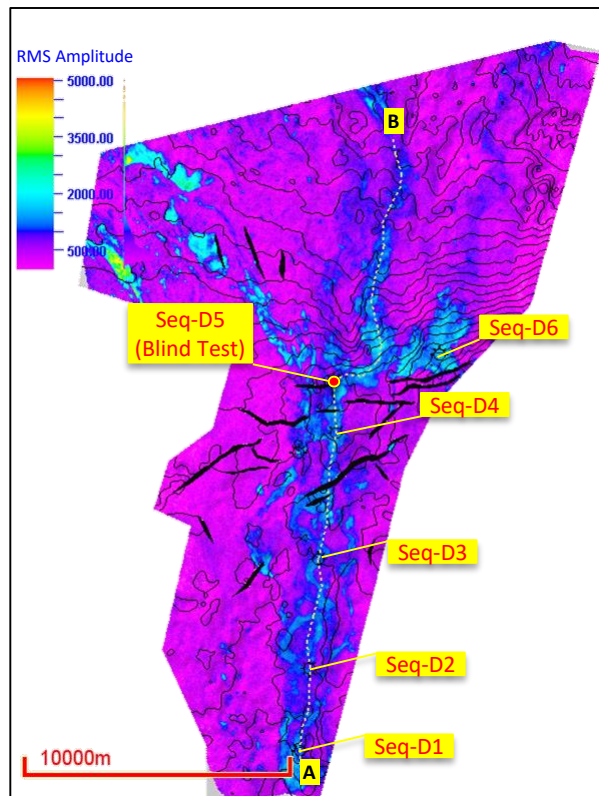 RMS Amplitude
5000.00
3500.00
2000.00
500.00
B
Seq-D5
(Blind Test)
Seq-D6
Seq-D4
Seq-D3
Seq-D2
Seq-D1
10000m
A